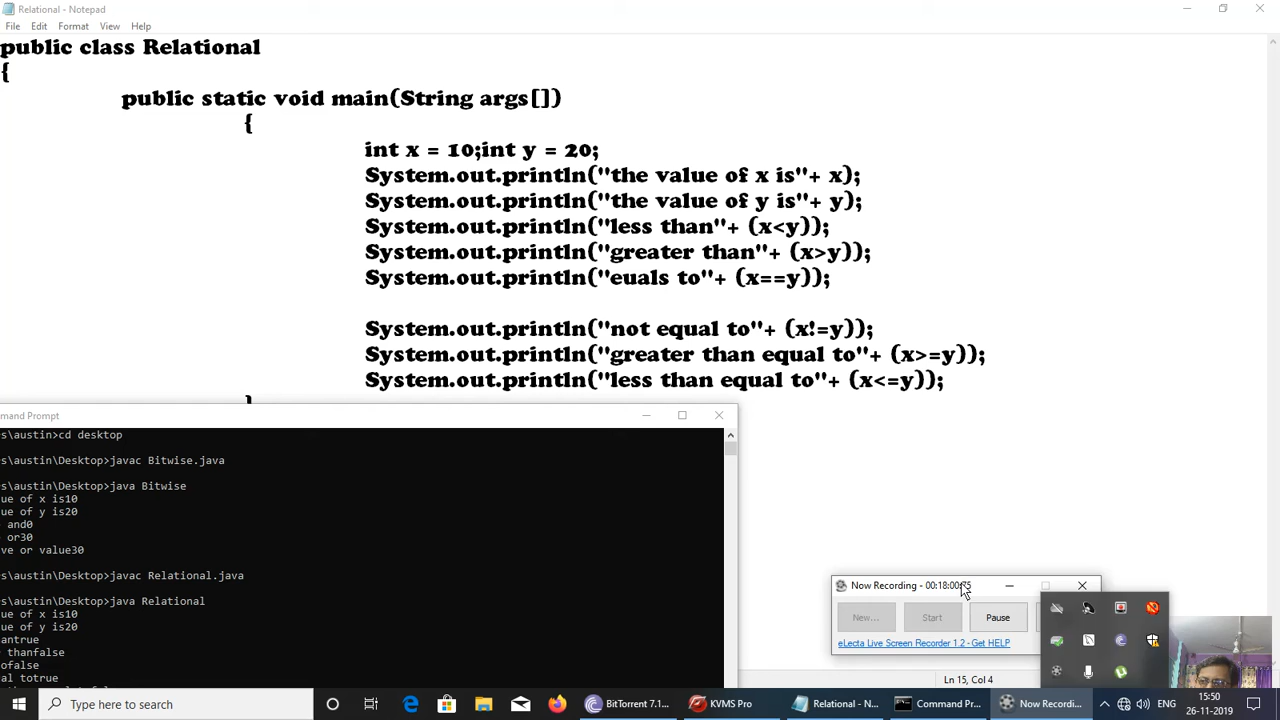 Relational - Notepad
File Edit Format View Help
public class Relational
{
public static void main(String args[])
{
int x = 10;int y = 20;
System.out.println("the value of x is"+ x);
System.out.println("the value of y is"+ y);
System.out.println("less than"+ (x<y));
System.out.println("greater than"+ (x>y));
System.out.println("euals to"+ (x==y));
System.out.println("not equal to"+ (x!=y));
System.out.println("greater than equal to"+ (x>=y));
System.out.println("less than equal to"+ (x<=y));
}
mand Prompt
s\austin>cd desktop
s\austin\Desktop>javac Bitwise.java
s\austin\Desktop>java Bitwise
ue of x is10
ue of y is20
and0
or30
ve or value30
s\austin\Desktop>javac Relational.java
s\austin\Desktop>java Relational
ue of x is10
ue of y is20
antrue
thanfalse
ofalse
al totrue
Now Recording - 00:18:00
New... Start Pause
eLecta Live Screen Recorder 1.2 - Get HELP
Ln 15, Col 4
Type here to search
BitTorrent 7.1...
KVMS Pro
Relational - N...
Command Pr...
Now Recordi...
ENG
15:50
26-11-2019